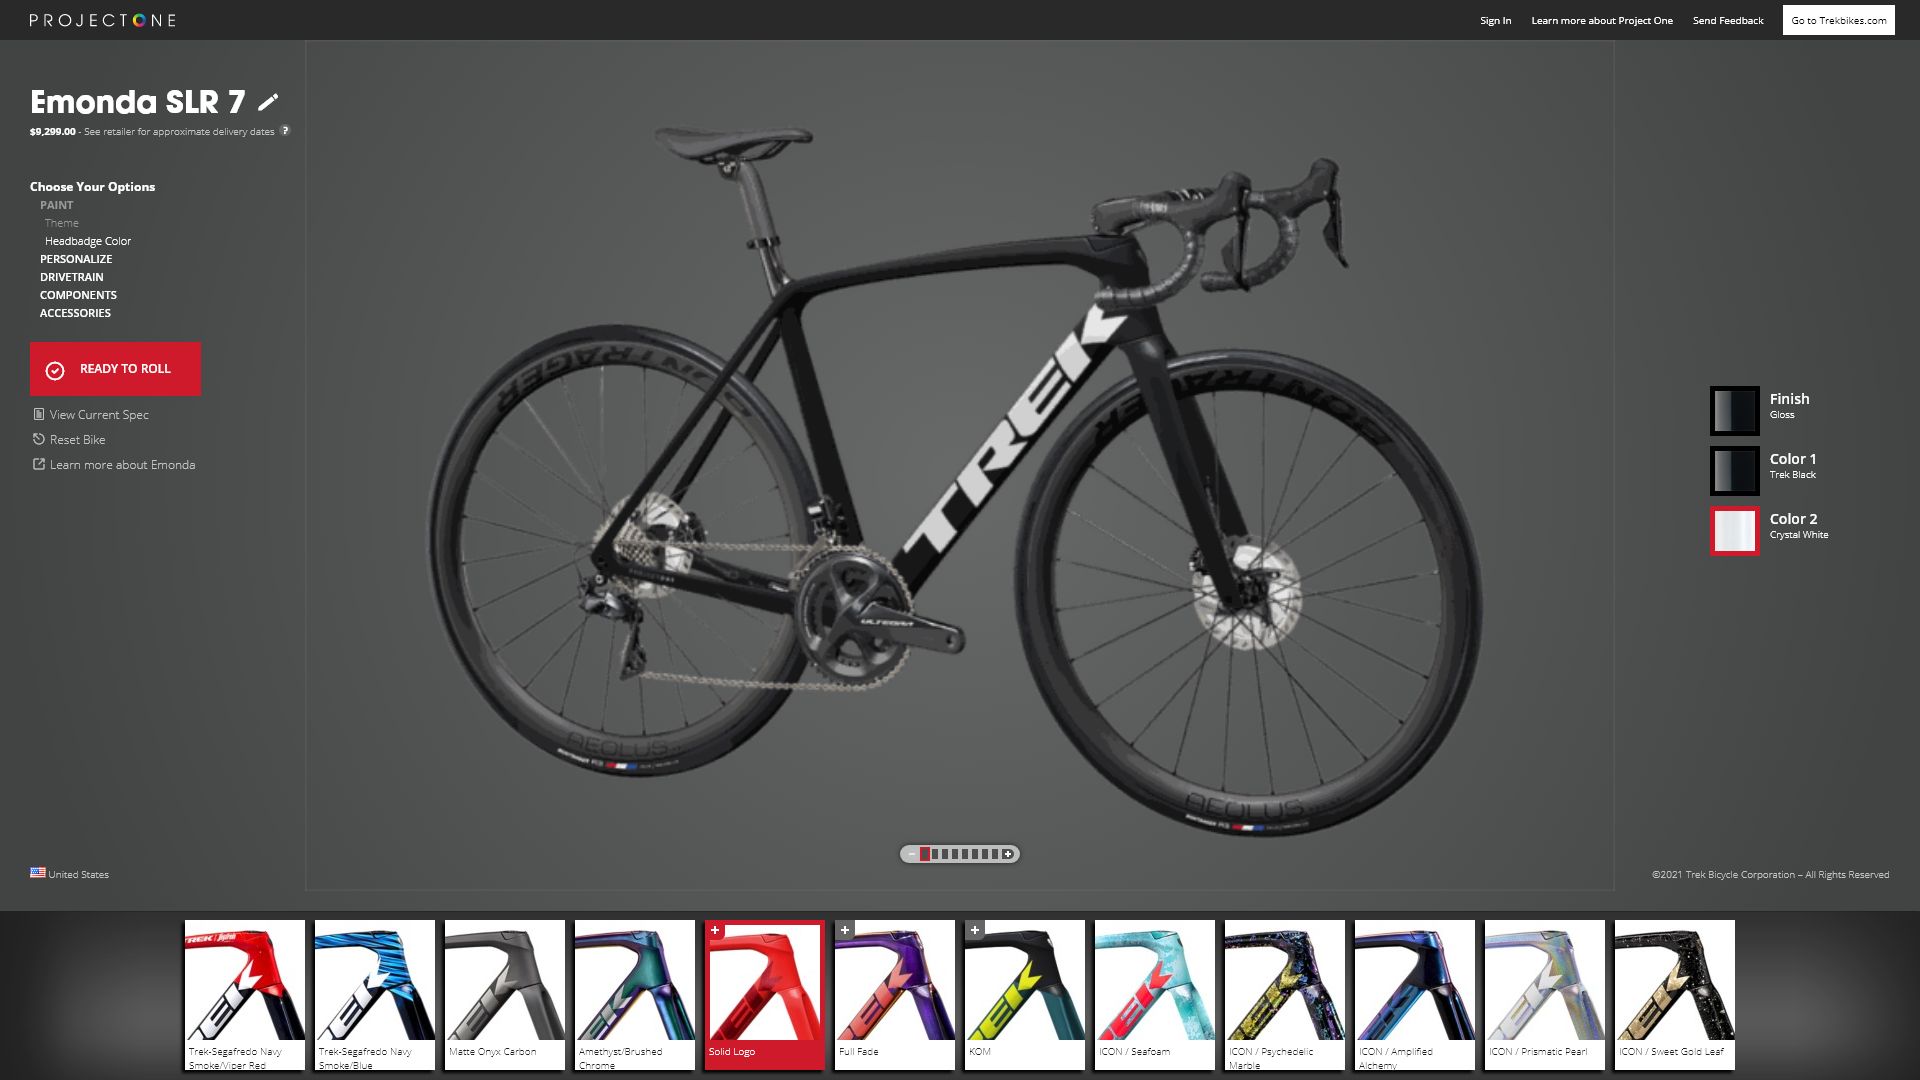 PROJECT ONE
Sign In
Learn more about Project One
Send Feedback
Go to Trekbikes.com
Emonda SLR 7
$9,299.00 - See retailer for approximate delivery dates ?
Choose Your Options
PAINT
Theme
Headbadge Color
PERSONALIZE
DRIVETRAIN
COMPONENTS
ACCESSORIES
READY TO ROLL
View Current Spec
Reset Bike
Learn more about Emonda
TREK
BONTRAGER
BONTRAGER
ULTEGRA
AEOLUS
AEOLUS
Finish
Gloss
Color 1
Trek Black
Color 2
Crystal White
United States
©2021 Trek Bicycle Corporation – All Rights Reserved
Trek-Segafredo Navy
Smoke/Viper Red
Trek-Segafredo Navy
Smoke/Blue
Matte Onyx Carbon
Amethyst/Brushed
Chrome
Solid Logo
Full Fade
KOM
ICON / Seafoam
ICON / Psychedelic
Marble
ICON / Amplified
Alchemy
ICON / Prismatic Pearl
ICON / Sweet Gold Leaf